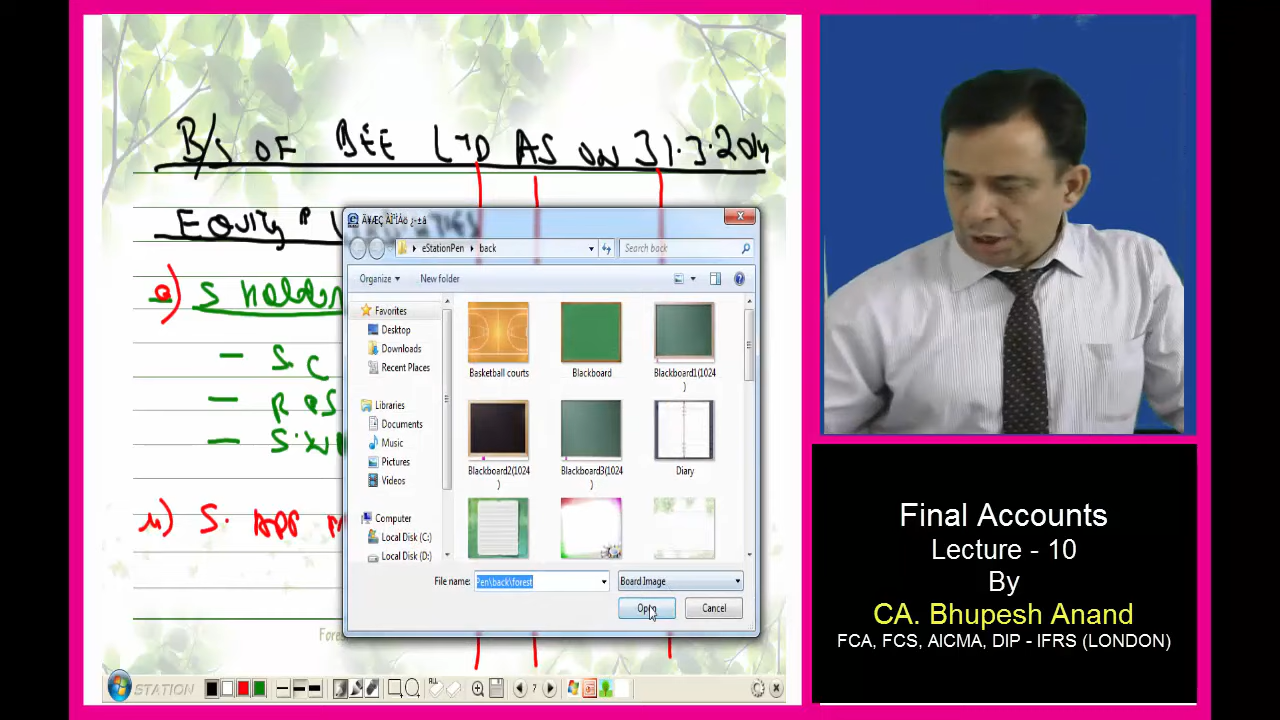 B/S OF BEE LTD AS ON 31.3.2014
EQUITY
a) S Holder
- S. C
- R &S
S. App
eStationPen ▸ back
Search back
Organize
New folder
Favorites
Desktop
Downloads
Recent Places
Libraries
Documents
Music
Pictures
Videos
Computer
Local Disk (C:)
Local Disk (D:)
Basketball courts
Blackboard
Blackboard1(1024
)
Blackboard2(1024
)
Blackboard3(1024
)
Diary
File name:
Pen\back\forest
Board Image
Open
Cancel
STATION
ALL
7
Final Accounts
Lecture - 10
By
CA. Bhupesh Anand
FCA, FCS, AICMA, DIP - IFRS (LONDON)